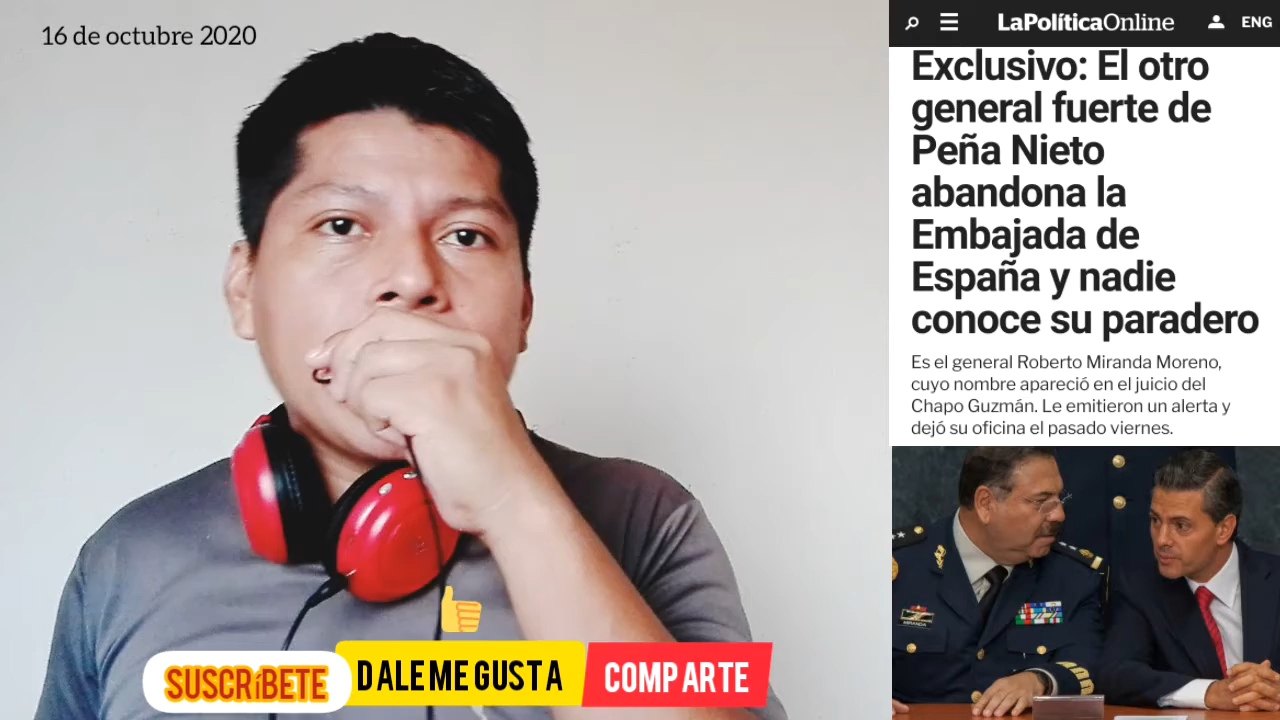 16 de octubre 2020
LaPolíticaOnline
ENG
Exclusivo: El otro
general fuerte de
Peña Nieto
abandona la
Embajada de
España y nadie
conoce su paradero
Es el general Roberto Miranda Moreno,
cuyo nombre apareció en el juicio del
Chapo Guzmán. Le emitieron un alerta y
dejó su oficina el pasado viernes.
MIRANDA
SUSCRíBETE
DALE ME GUSTA
COMPARTE